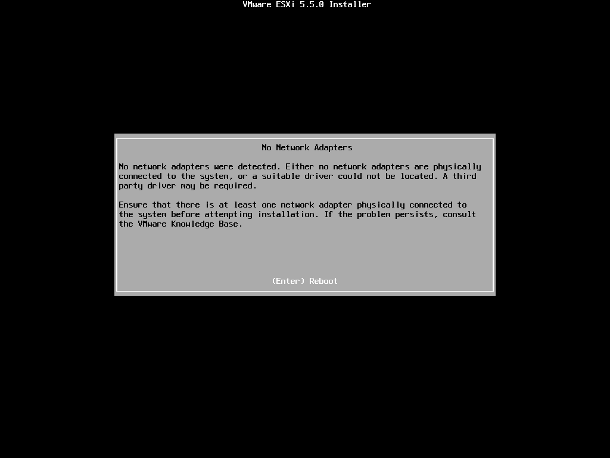 VMware ESXi 5.5.0 Installer
No Network Adapters
No network adapters were detected. Either no network adapters are physically
connected to the system, or a suitable driver could not be located. A third
party driver may be required.
Ensure that there is at least one network adapter physically connected to
the system before attempting installation. If the problem persists, consult
the VMware Knowledge Base.
(Enter) Reboot